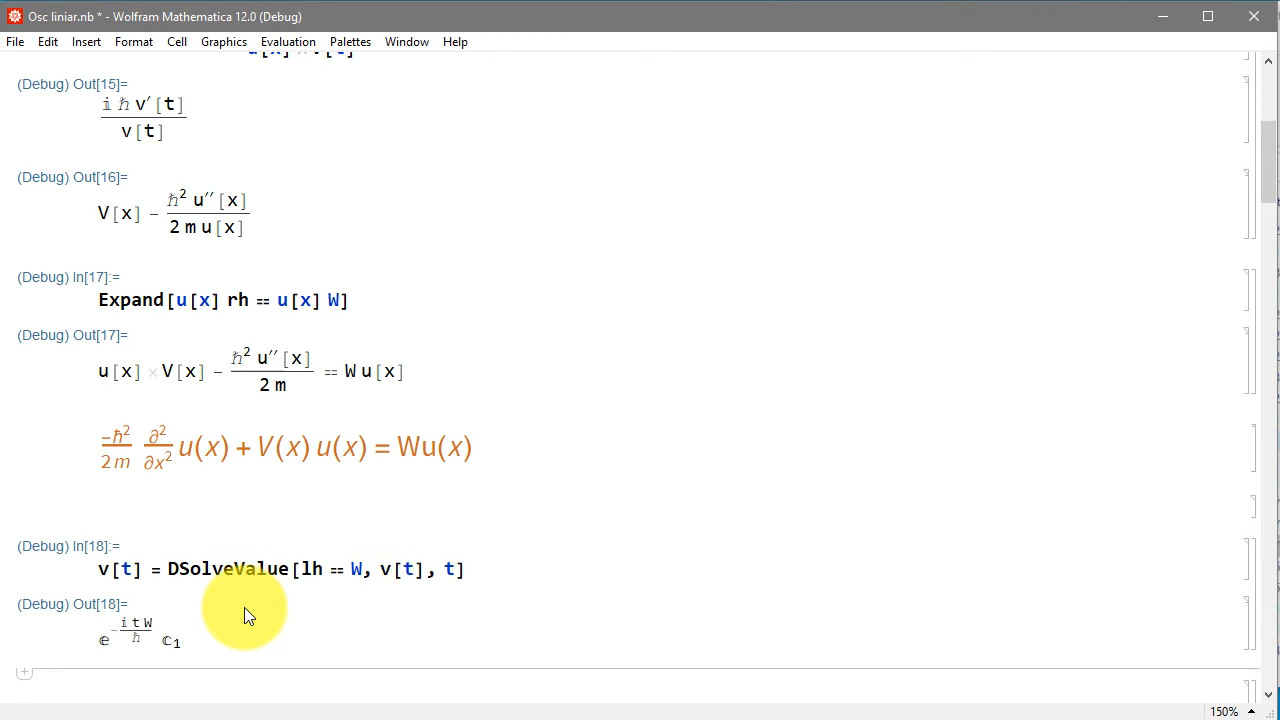 Osc liniar.nb * - Wolfram Mathematica 12.0 (Debug)
File Edit Insert Format Cell Graphics Evaluation Palettes Window Help
(Debug) Out[15]=
ⅈ ℏ v′[t]
v[t]
(Debug) Out[16]=
V[x] - ℏ² u′′[x] / 2 m u[x]
(Debug) In[17]:=
Expand[u[x] rh == u[x] W]
(Debug) Out[17]=
u[x] × V[x] - ℏ² u′′[x] / 2 m == W u[x]
-ℏ²/2 m ∂²/∂x² u(x) + V(x) u(x) = Wu(x)
(Debug) In[18]:=
v[t] = DSolveValue[lh == W, v[t], t]
(Debug) Out[18]=
ⅇ^(-ⅈ t W/ℏ) 𝕔₁
150%